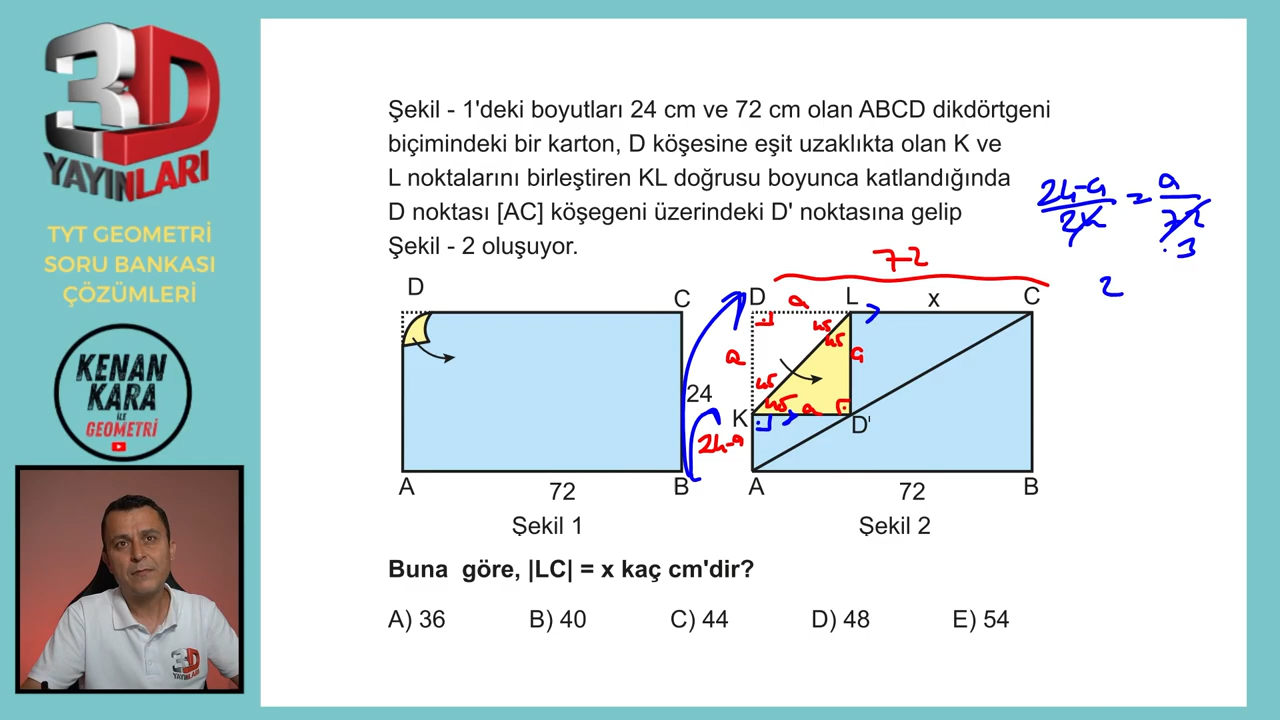 3D
YAYINLARI
TYT GEOMETRİ
SORU BANKASI
ÇÖZÜMLERİ
KENAN
KARA
İLE
GEOMETRİ
3D
YAYINLARI
Şekil - 1'deki boyutları 24 cm ve 72 cm olan ABCD dikdörtgeni
biçimindeki bir karton, D köşesine eşit uzaklıkta olan K ve
L noktalarını birleştiren KL doğrusu boyunca katlandığında
D noktası [AC] köşegeni üzerindeki D' noktasına gelip
Şekil - 2 oluşuyor.
24-a/24 = a/72
3
2
72
D C D a L x C
45
45
a a
45
24
45 a
K D'
24-a
A 72 B A 72 B
Şekil 1 Şekil 2
Buna göre, |LC| = x kaç cm'dir?
A) 36 B) 40 C) 44 D) 48 E) 54